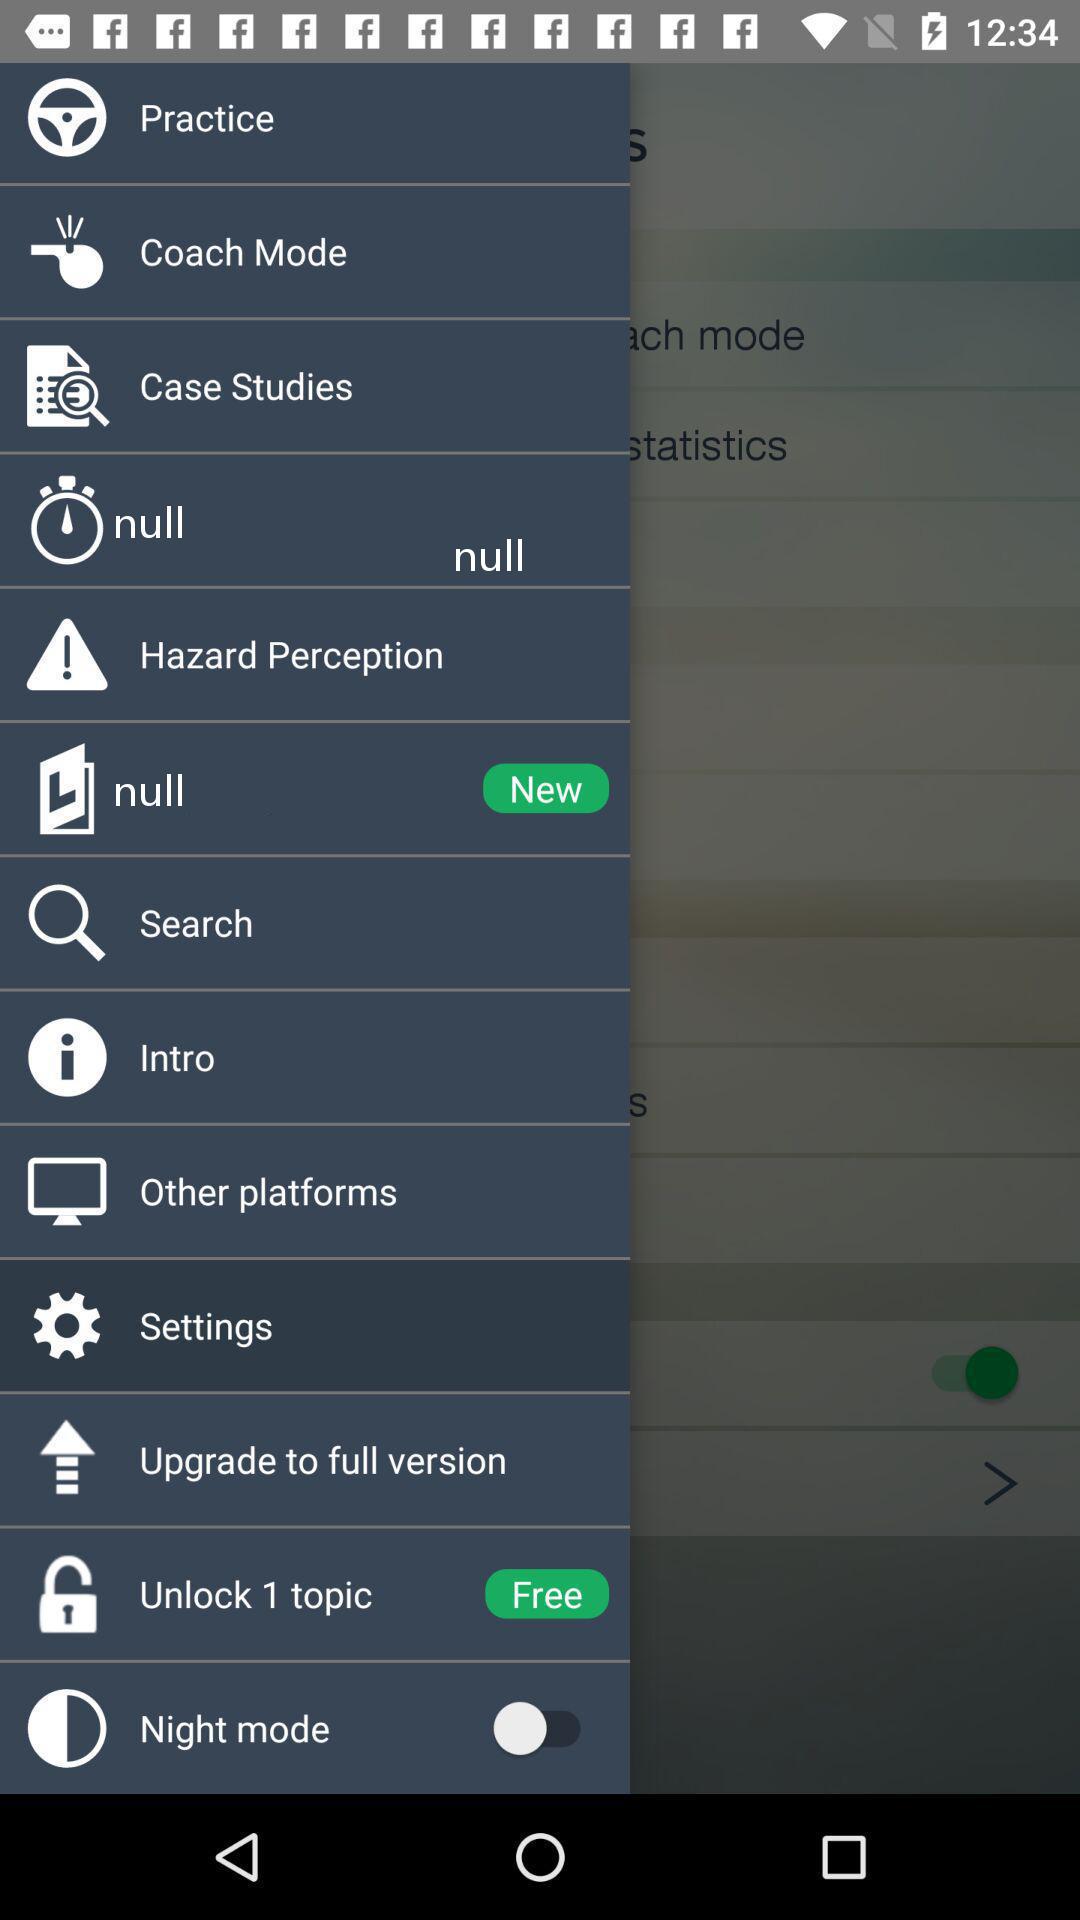 12:34
Practice
s
Coach Mode
ach mode
Case Studies
statistics
null
null
Hazard Perception
null
New
Search
Intro
s
Other platforms
Settings
Upgrade to full version
Unlock 1 topic
Free
Night mode